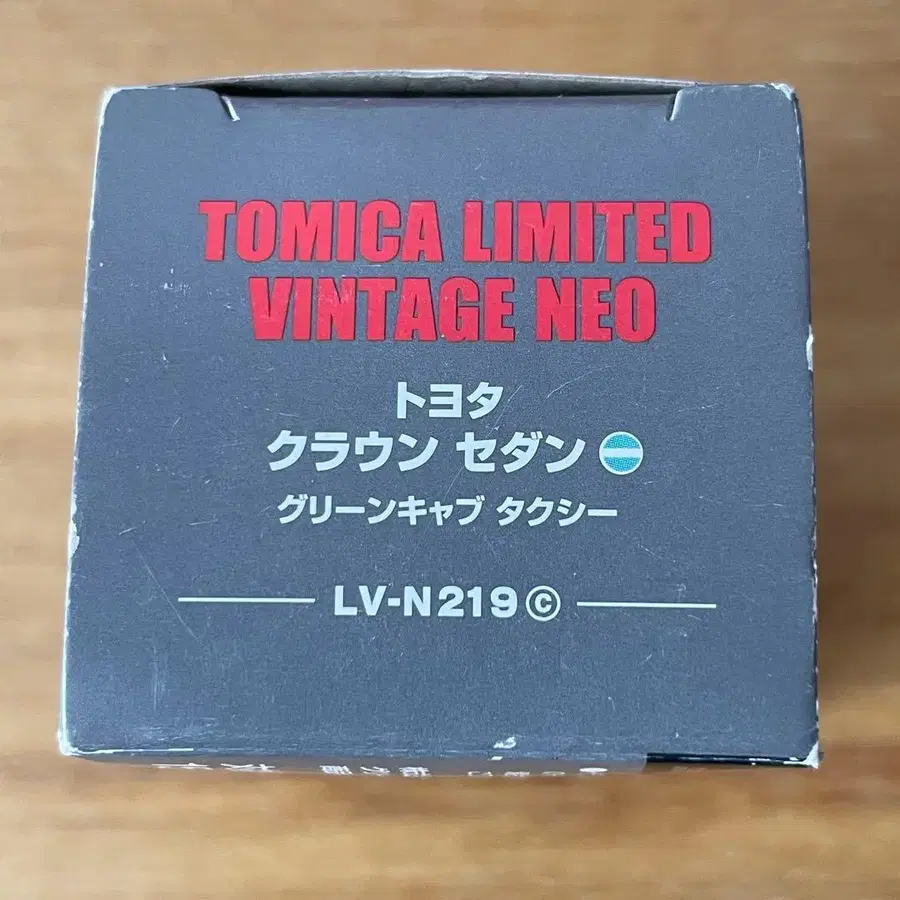 TOMICA LIMITED
VINTAGE NEO
トヨタ
クラウン セダン
グリーンキャブ タクシー
LV-N219ⓒ